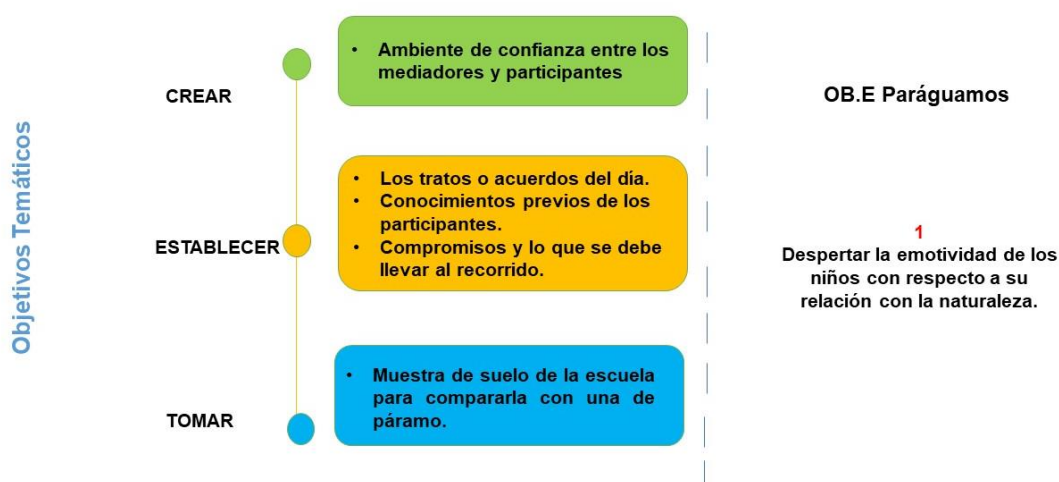 Objetivos Temáticos
CREAR
• Ambiente de confianza entre los
mediadores y participantes
ESTABLECER
• Los tratos o acuerdos del día.
• Conocimientos previos de los
participantes.
• Compromisos y lo que se debe
llevar al recorrido.
TOMAR
• Muestra de suelo de la escuela
para compararla con una de
páramo.
OB.E Paráguamos
1
Despertar la emotividad de los
niños con respecto a su
relación con la naturaleza.